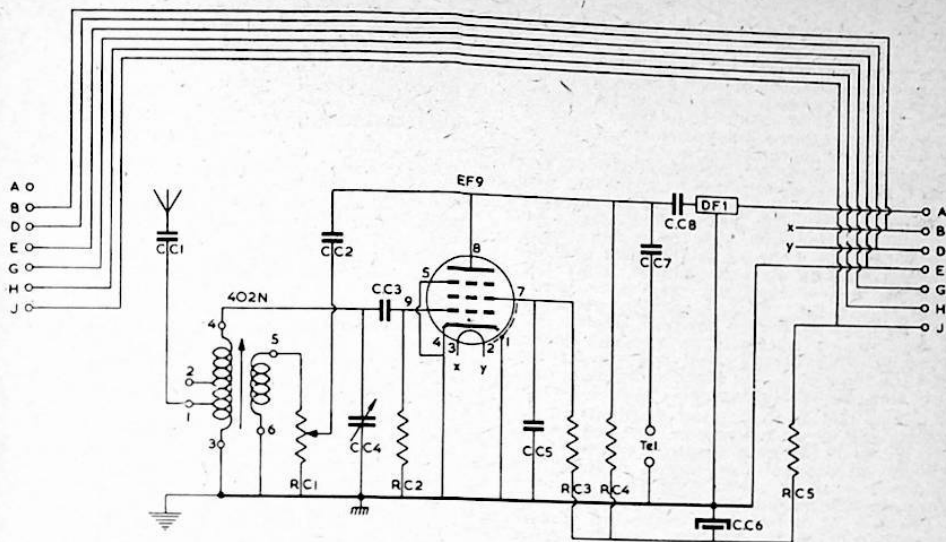 EF9
A
B
D
E
G
H
J
CC1
CC2
CC3
402N
4
2
1
3
5
6
RC1
CC4
RC2
9
5
8
7
4
3
2
1
x
y
CC5
RC3
RC4
CC7
Tel.
C.C8
DF1
C.C6
RC5
x
y
A
B
D
E
G
H
J